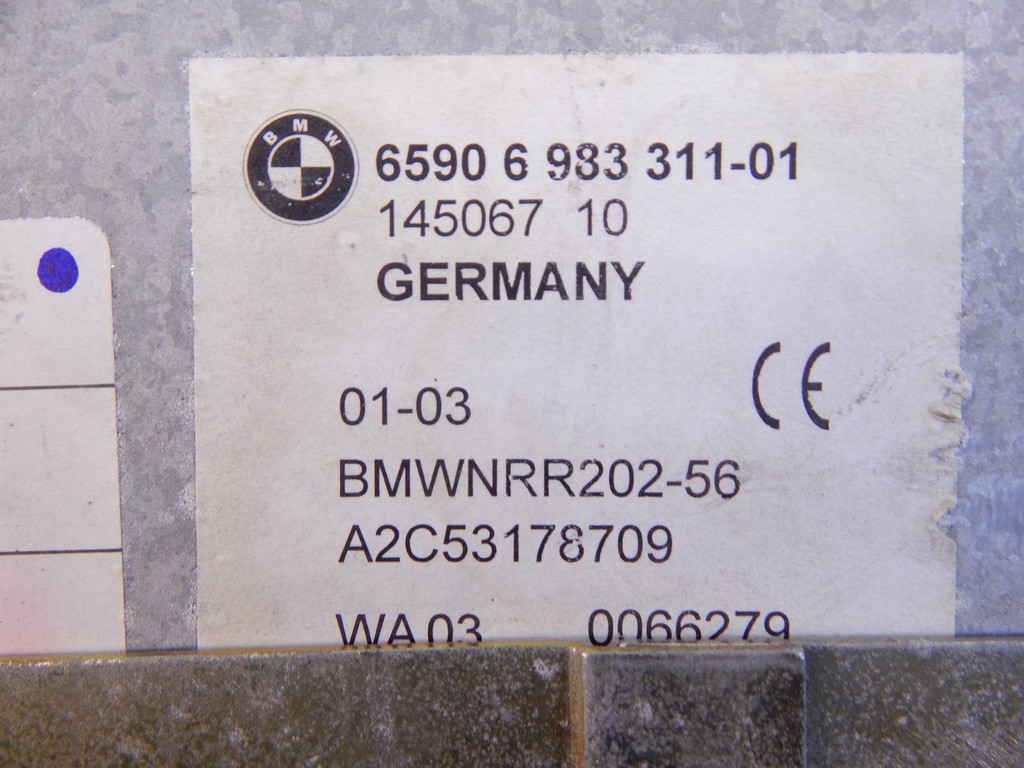 BMW
6590 6 983 311-01
145067 10
GERMANY
CE
01-03
BMWNRR202-56
A2C53178709
WA 03 0066279